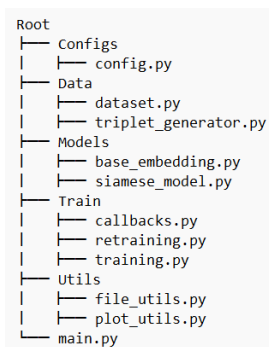 Root
├── Configs
│   ├── config.py
├── Data
│   ├── dataset.py
│   ├── triplet_generator.py
├── Models
│   ├── base_embedding.py
│   ├── siamese_model.py
├── Train
│   ├── callbacks.py
│   ├── retraining.py
│   ├── training.py
├── Utils
│   ├── file_utils.py
│   ├── plot_utils.py
└── main.py